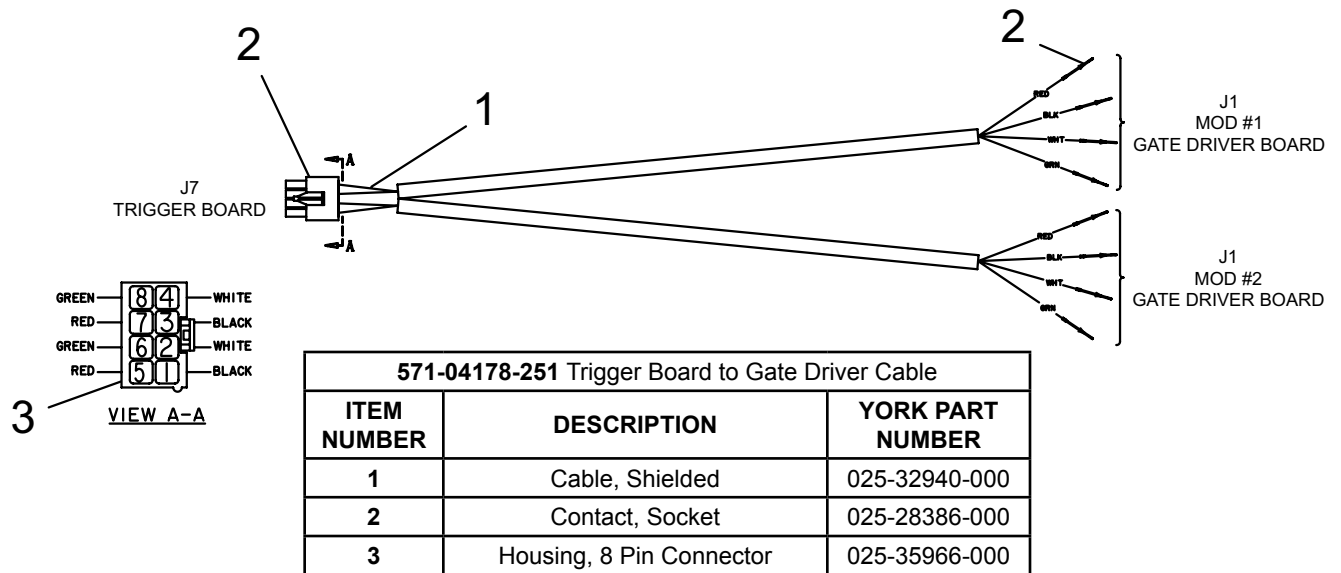 2
2
1
RED
BLK
WHT
GRN
J1
MOD #1
GATE DRIVER BOARD
A
J7
TRIGGER BOARD
A
RED
BLK
WHT
GRN
J1
MOD #2
GATE DRIVER BOARD
GREEN 8 4 WHITE
RED 7 3 BLACK
GREEN 6 2 WHITE
RED 5 1 BLACK
3
VIEW A-A
571-04178-251 Trigger Board to Gate Driver Cable
ITEM NUMBER DESCRIPTION YORK PART NUMBER
1 Cable, Shielded 025-32940-000
2 Contact, Socket 025-28386-000
3 Housing, 8 Pin Connector 025-35966-000